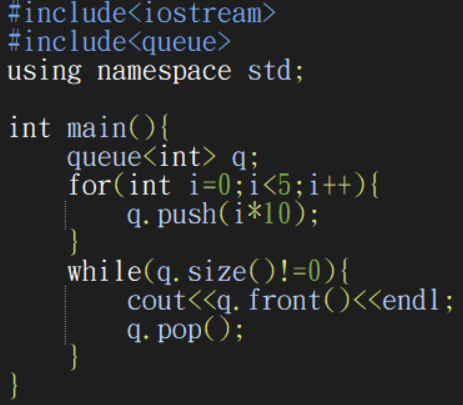 #include<iostream>
#include<queue>
using namespace std;

int main(){
    queue<int> q;
    for(int i=0;i<5;i++){
        q.push(i*10);
    }
    while(q.size()!=0){
        cout<<q.front()<<endl;
        q.pop();
    }
}